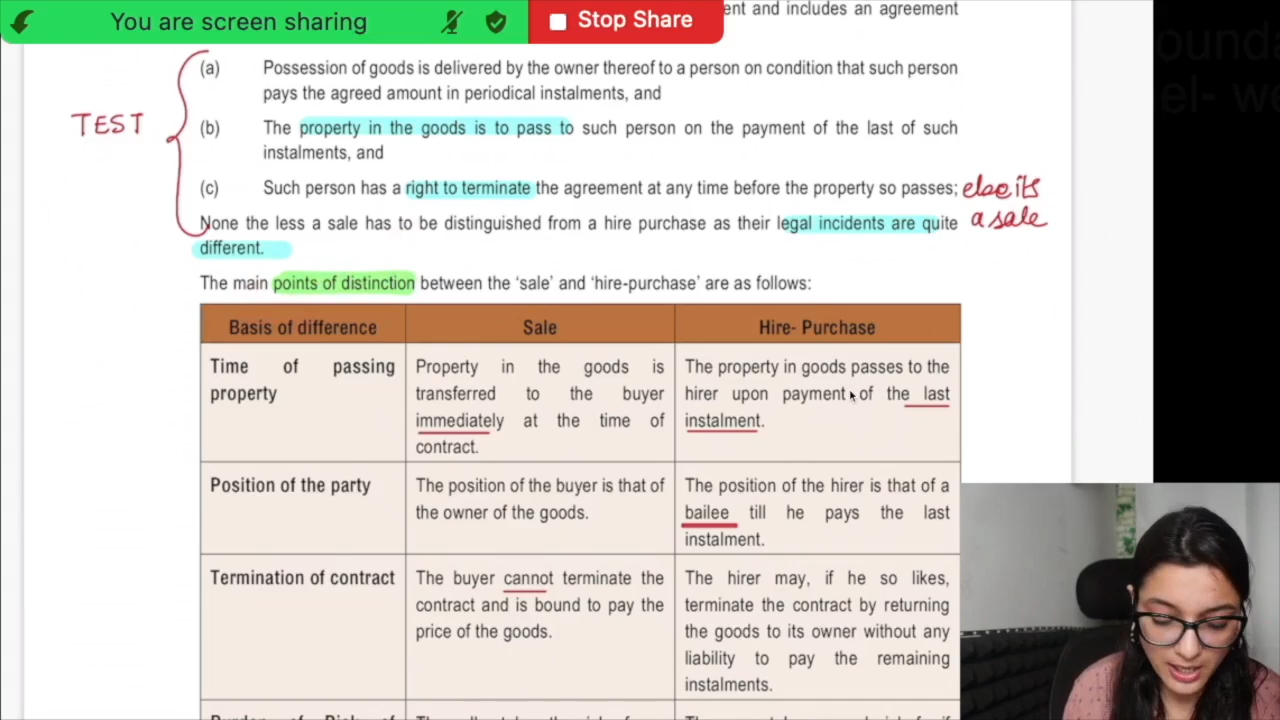 You are screen sharing
Stop Share
ent and includes an agreement
(a) Possession of goods is delivered by the owner thereof to a person on condition that such person
pays the agreed amount in periodical instalments, and
TEST
(b) The property in the goods is to pass to such person on the payment of the last of such
instalments, and
(c) Such person has a right to terminate the agreement at any time before the property so passes; else its
a sale
None the less a sale has to be distinguished from a hire purchase as their legal incidents are quite
different.
The main points of distinction between the ‘sale’ and ‘hire-purchase’ are as follows:
Basis of difference Sale Hire- Purchase
Time of passing
property
Property in the goods is
transferred to the buyer
immediately at the time of
contract.
The property in goods passes to the
hirer upon payment of the last
instalment.
Position of the party
The position of the buyer is that of
the owner of the goods.
The position of the hirer is that of a
bailee till he pays the last
instalment.
Termination of contract
The buyer cannot terminate the
contract and is bound to pay the
price of the goods.
The hirer may, if he so likes,
terminate the contract by returning
the goods to its owner without any
liability to pay the remaining
instalments.